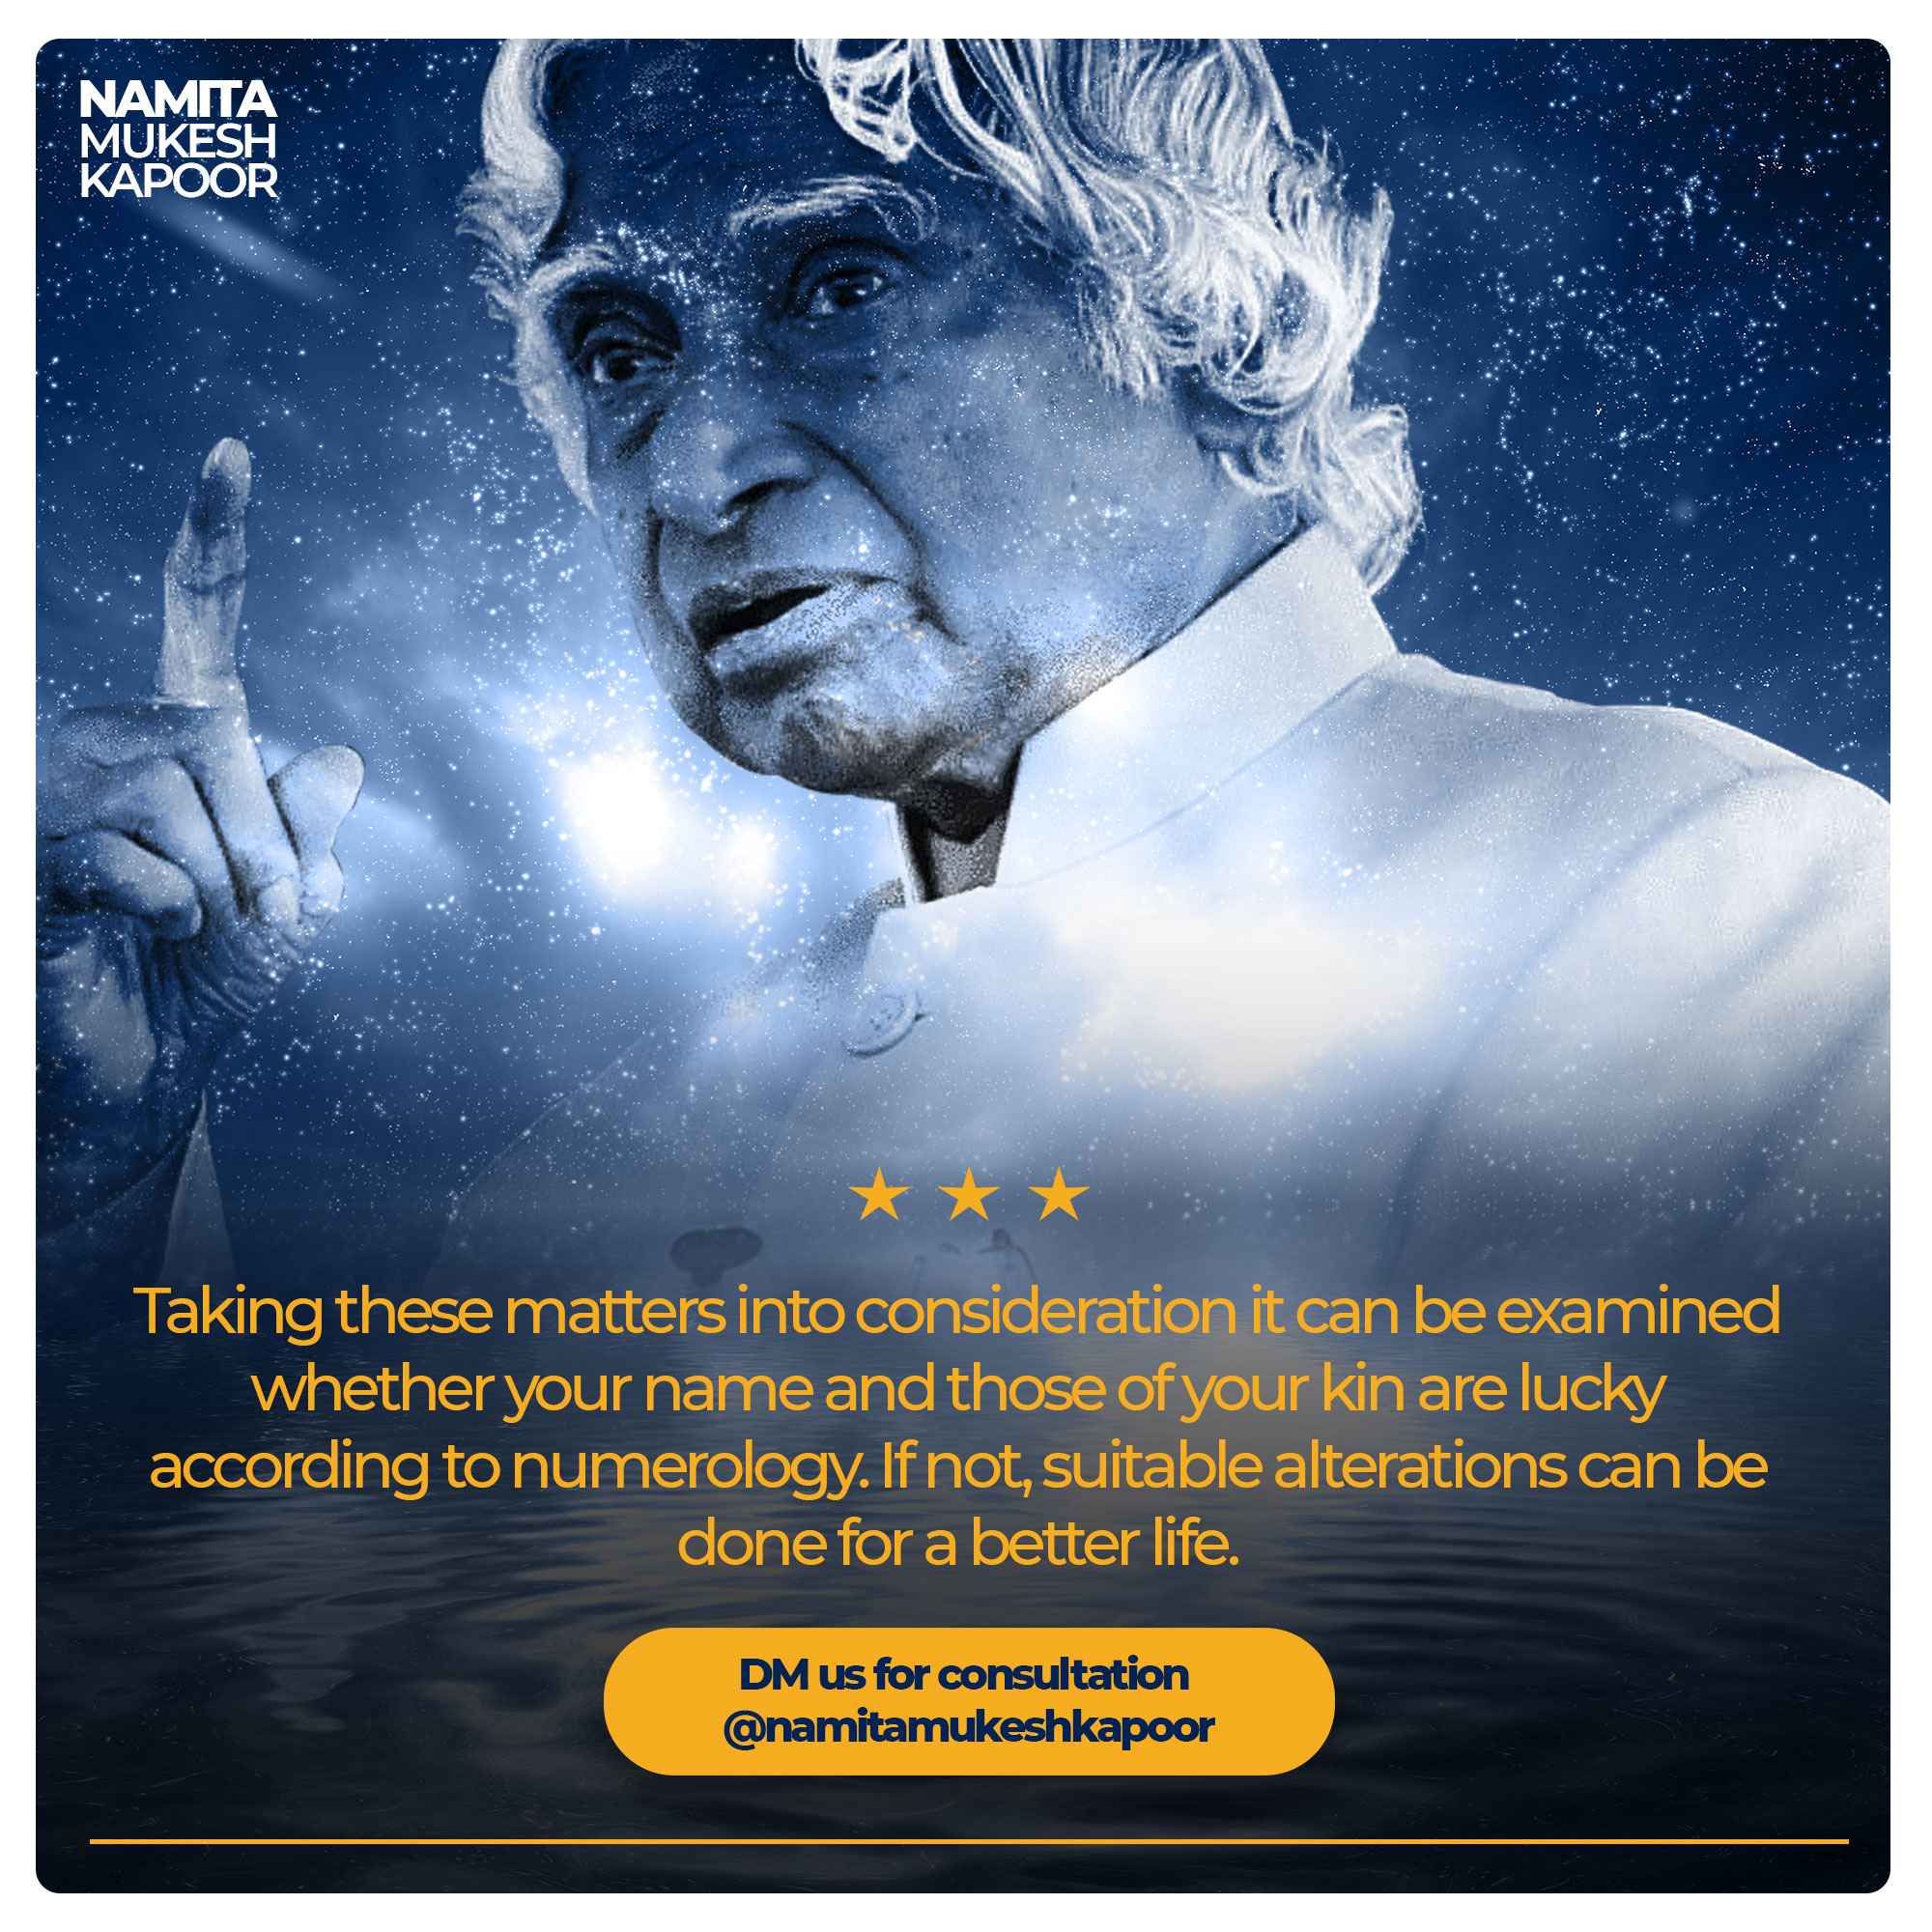 NAMITA
MUKESH
KAPOOR
Taking these matters into consideration it can be examined
whether your name and those of your kin are lucky
according to numerology. If not, suitable alterations can be
done for a better life.
DM us for consultation
@namitamukeshkapoor